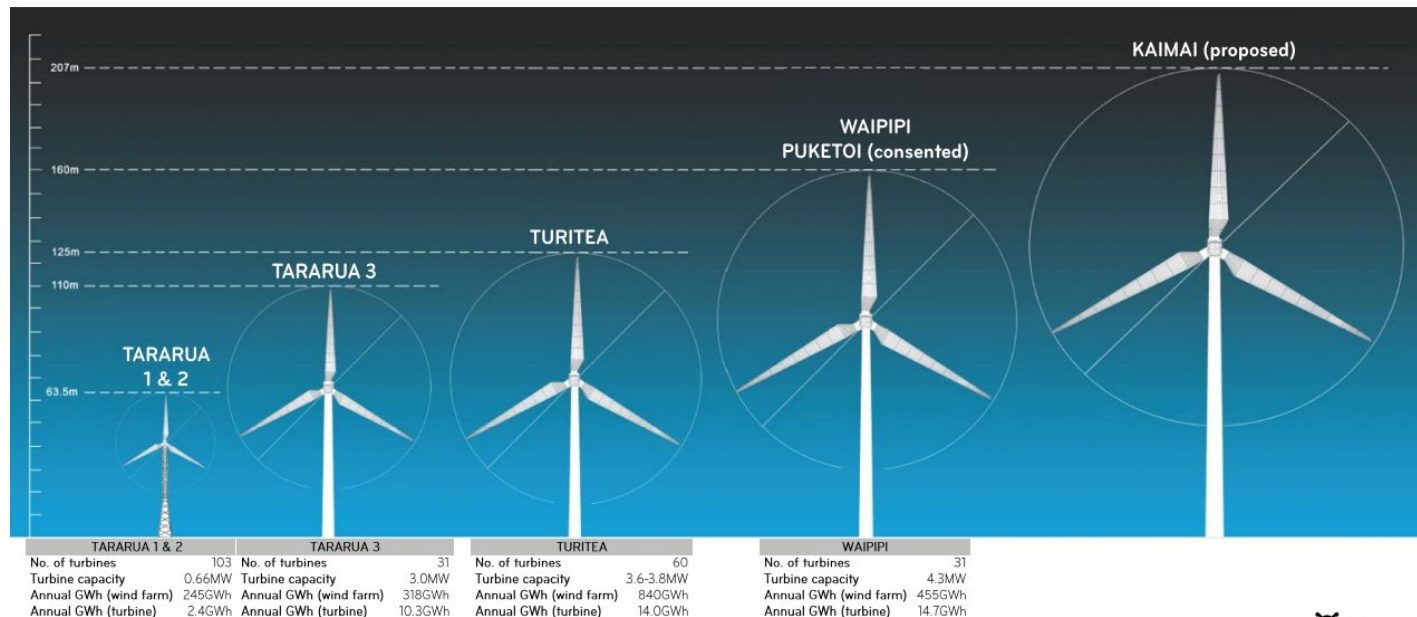 207m
KAIMAI (proposed)
WAIPIPI
PUKETOI (consented)
160m
TURITEA
125m
TARARUA 3
110m
TARARUA
1 & 2
63.5m
TARARUA 1 & 2
No. of turbines 103
Turbine capacity 0.66MW
Annual GWh (wind farm) 245GWh
Annual GWh (turbine) 2.4GWh
TARARUA 3
No. of turbines 31
Turbine capacity 3.0MW
Annual GWh (wind farm) 318GWh
Annual GWh (turbine) 10.3GWh
TURITEA
No. of turbines 60
Turbine capacity 3.6-3.8MW
Annual GWh (wind farm) 840GWh
Annual GWh (turbine) 14.0GWh
WAIPIPI
No. of turbines 31
Turbine capacity 4.3MW
Annual GWh (wind farm) 455GWh
Annual GWh (turbine) 14.7GWh